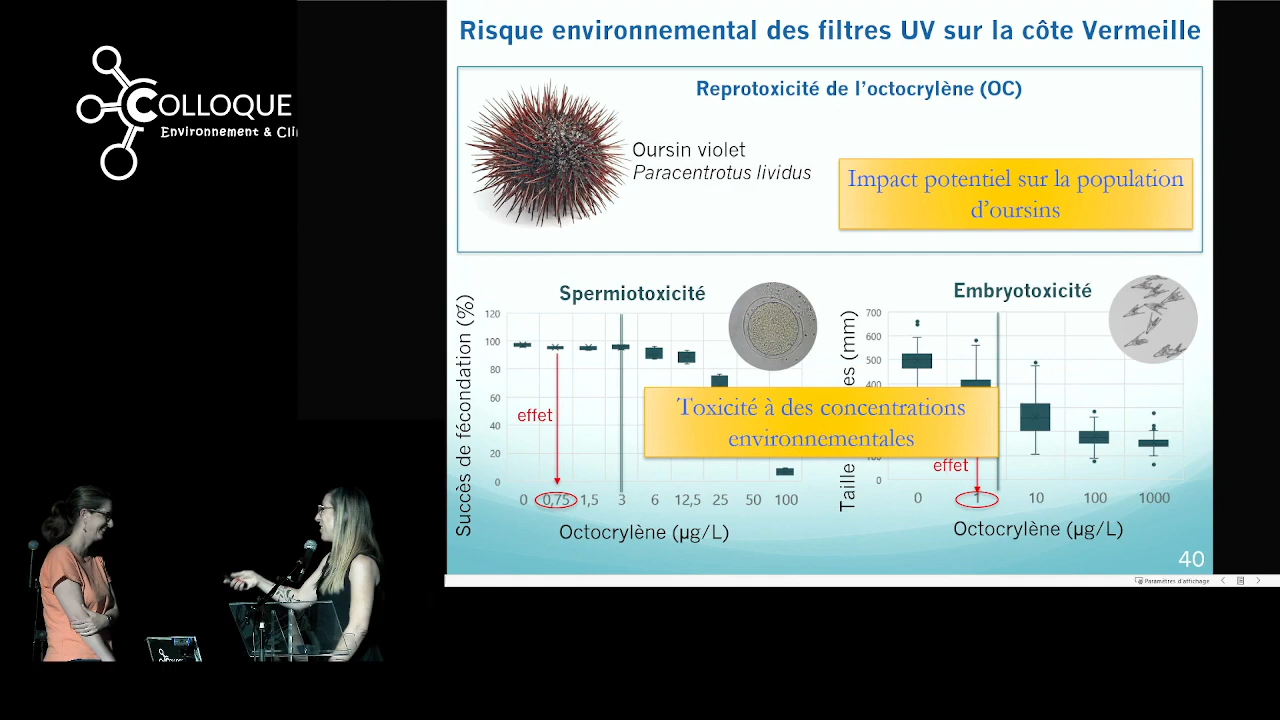 COLLOQUE
Environnement & Cli
Risque environnemental des filtres UV sur la côte Vermeille
Reprotoxicité de l'octocrylène (OC)
Oursin violet
Paracentrotus lividus
Impact potentiel sur la population
d'oursins
Spermiotoxicité
Succès de fécondation (%)
120
100
80
60
40
20
0
effet
0 0,75 1,5 3 6 12,5 25 50 100
Octocrylène (µg/L)
Toxicité à des concentrations
environnementales
Embryotoxicité
Taille es (mm)
700
600
500
400
0
effet
0 1 10 100 1000
Octocrylène (µg/L)
40
Paramètres d'affichage